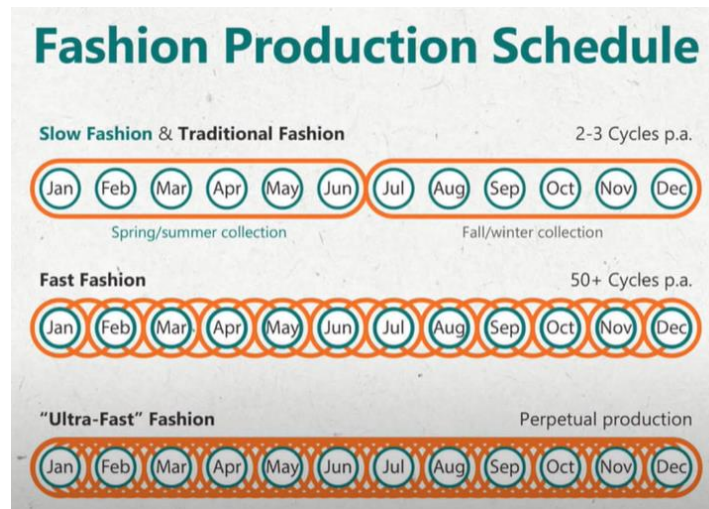 Fashion Production Schedule
Slow Fashion & Traditional Fashion 2-3 Cycles p.a.
Jan Feb Mar Apr May Jun Jul Aug Sep Oct Nov Dec
Spring/summer collection Fall/winter collection
Fast Fashion 50+ Cycles p.a.
Jan Feb Mar Apr May Jun Jul Aug Sep Oct Nov Dec
"Ultra-Fast" Fashion Perpetual production
Jan Feb Mar Apr May Jun Jul Aug Sep Oct Nov Dec